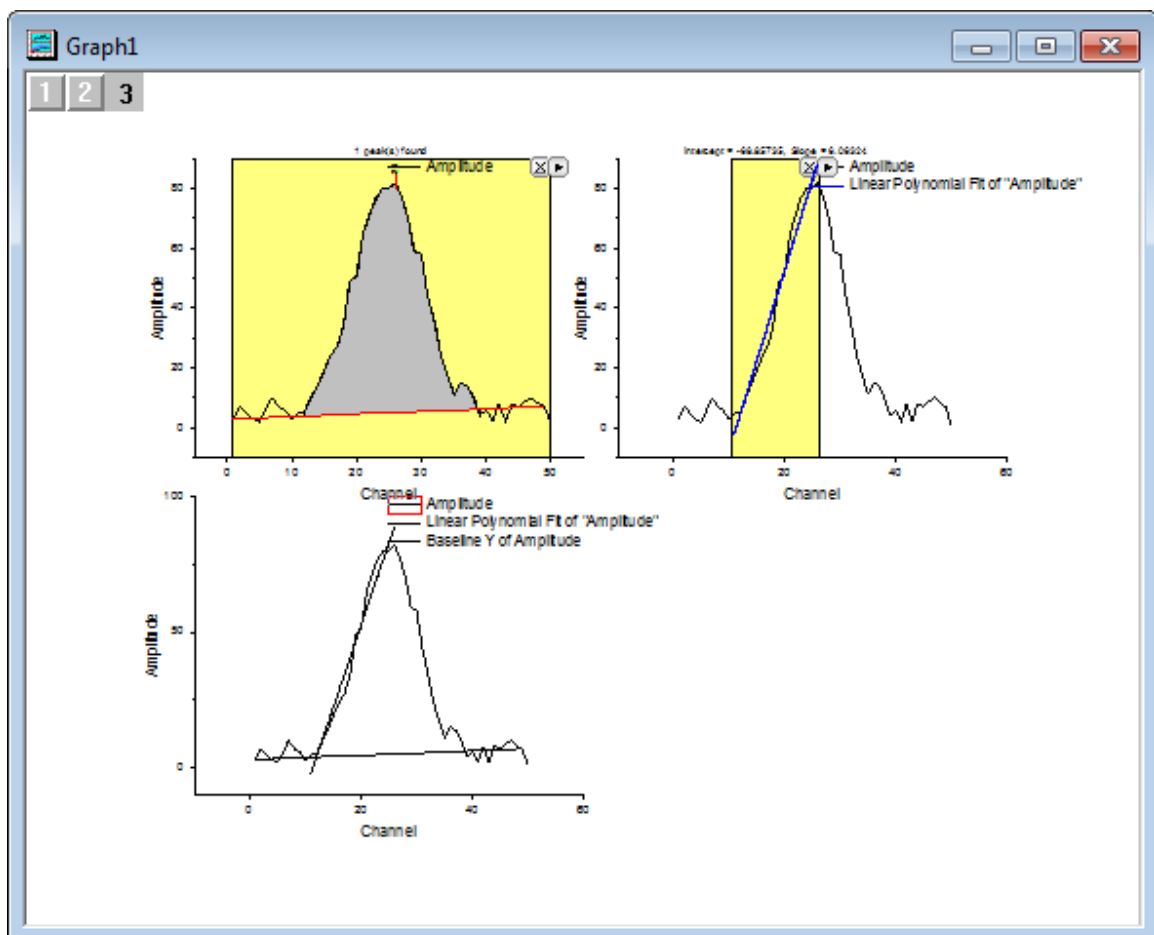 Graph1
1 2 3
1 peak(s) found
Amplitude
80
60
40
20
0
Amplitude
0 10 20 30 40 50
Channel
Amplitude
Linear Polynomial Fit of "Amplitude"
80
60
40
20
0
Amplitude
0 20 40 60
Channel
Amplitude
Linear Polynomial Fit of "Amplitude"
Baseline Y of Amplitude
100
50
0
Amplitude
0 20 40 60
Channel